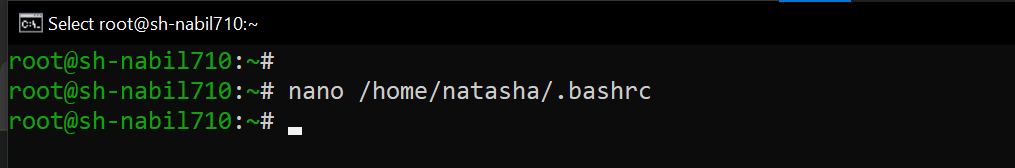 Select root@sh-nabil710:~
root@sh-nabil710:~#
root@sh-nabil710:~# nano /home/natasha/.bashrc
root@sh-nabil710:~#